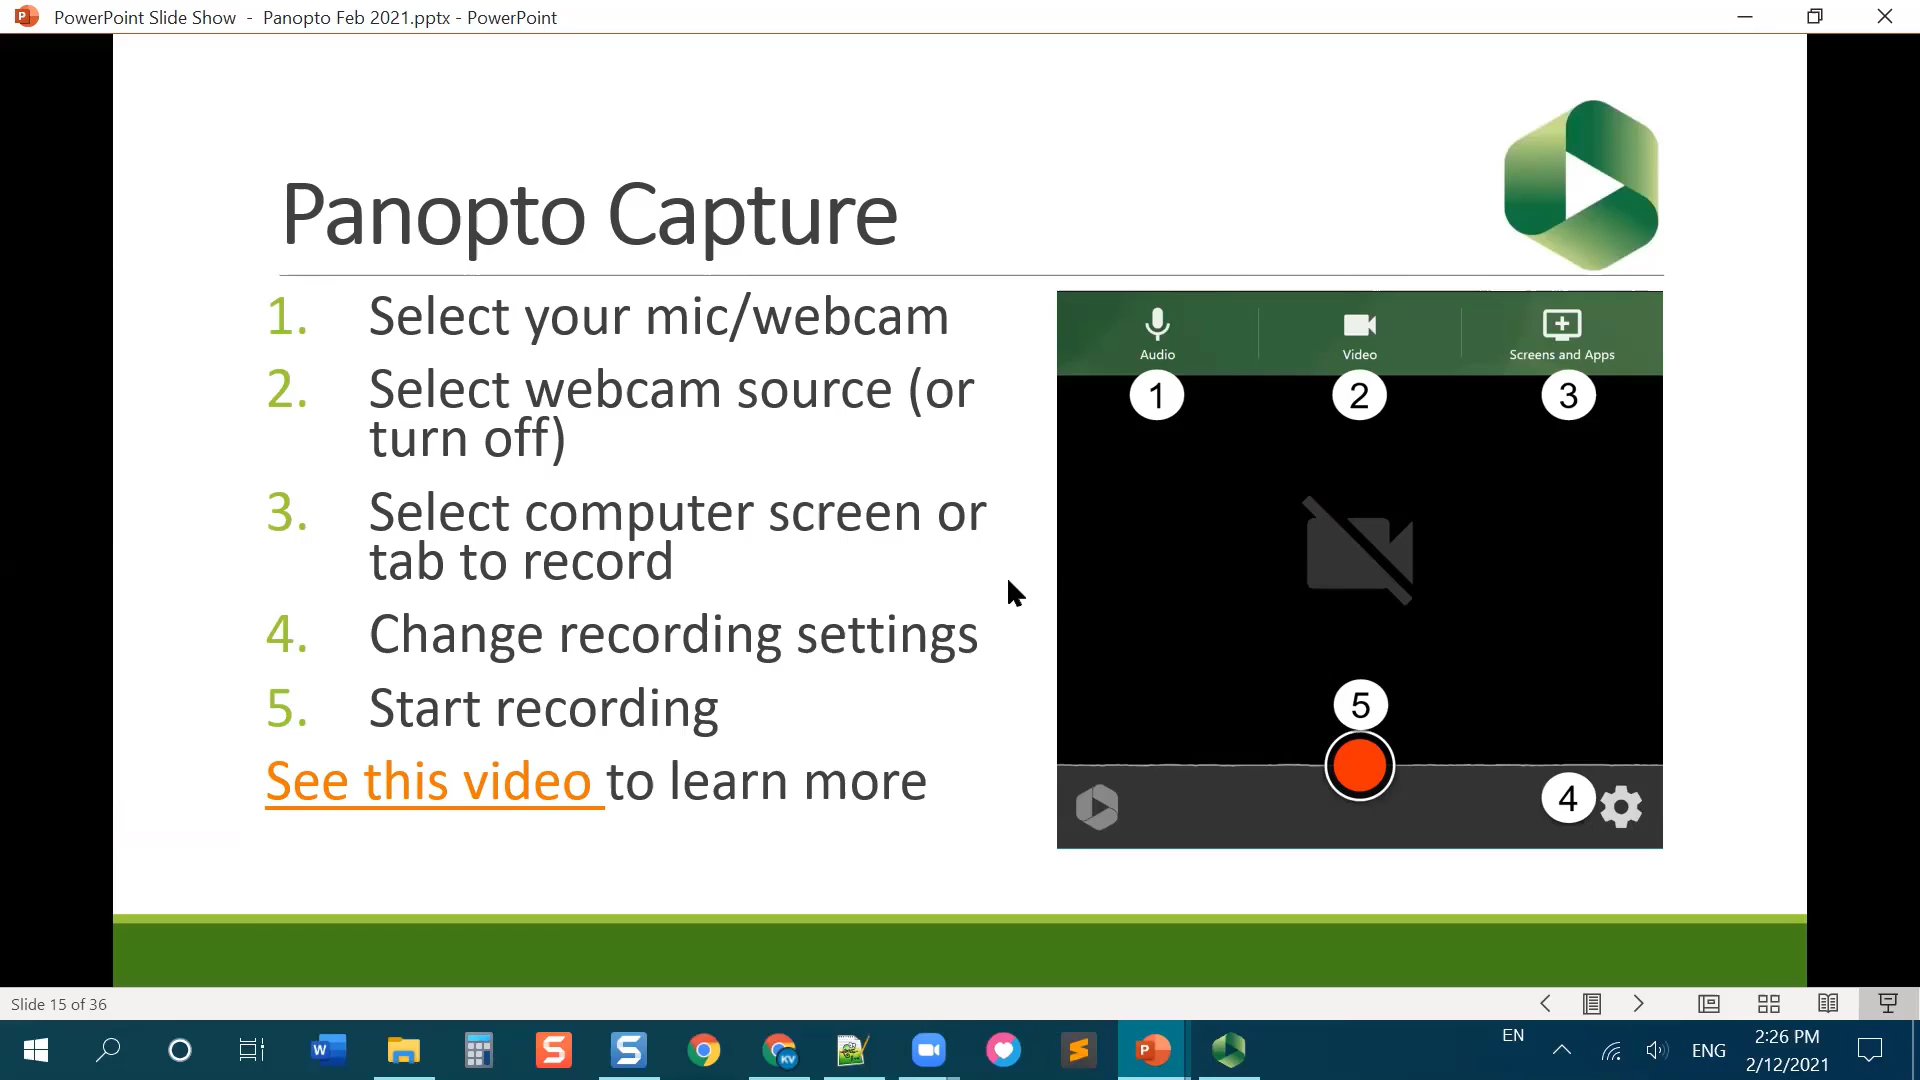 PowerPoint Slide Show - Panopto Feb 2021.pptx - PowerPoint
Panopto Capture
1. Select your mic/webcam
2. Select webcam source (or
turn off)
3. Select computer screen or
tab to record
4. Change recording settings
5. Start recording
See this video to learn more
Audio
Video
Screens and Apps
1
2
3
5
4
Slide 15 of 36
W
S
S
KV
P
EN
ENG
2:26 PM
2/12/2021